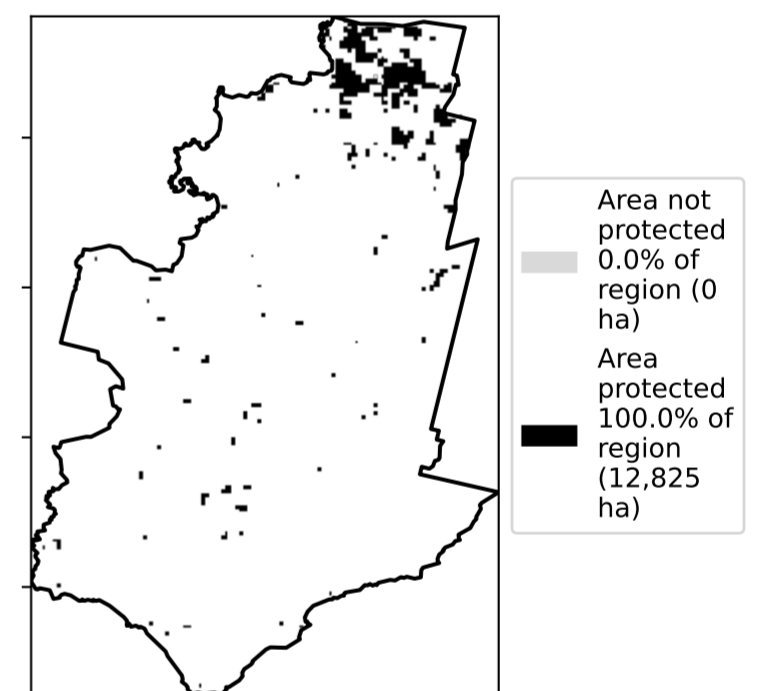 Area not
protected
0.0% of
region (0
ha)
Area
protected
100.0% of
region
(12,825
ha)